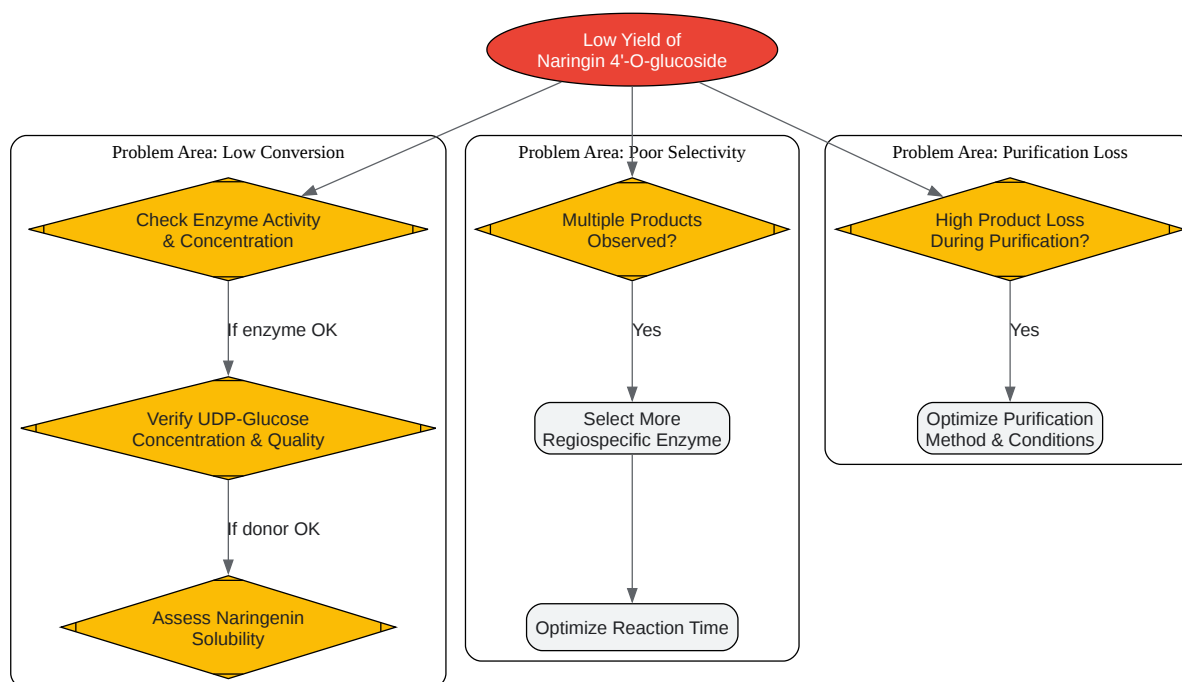 Low Yield of
Naringin 4'-O-glucoside
Problem Area: Low Conversion
Check Enzyme Activity
& Concentration
If enzyme OK
Verify UDP-Glucose
Concentration & Quality
If donor OK
Assess Naringenin
Solubility
Problem Area: Poor Selectivity
Multiple Products
Observed?
Yes
Select More
Regiospecific Enzyme
Optimize Reaction Time
Problem Area: Purification Loss
High Product Loss
During Purification?
Yes
Optimize Purification
Method & Conditions